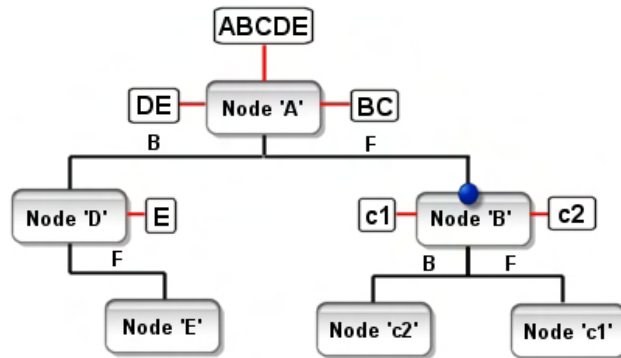 ABCDE
DE
Node 'A'
BC
B
F
Node 'D'
E
c1
Node 'B'
c2
F
B
F
Node 'E'
Node 'c2'
Node 'c1'